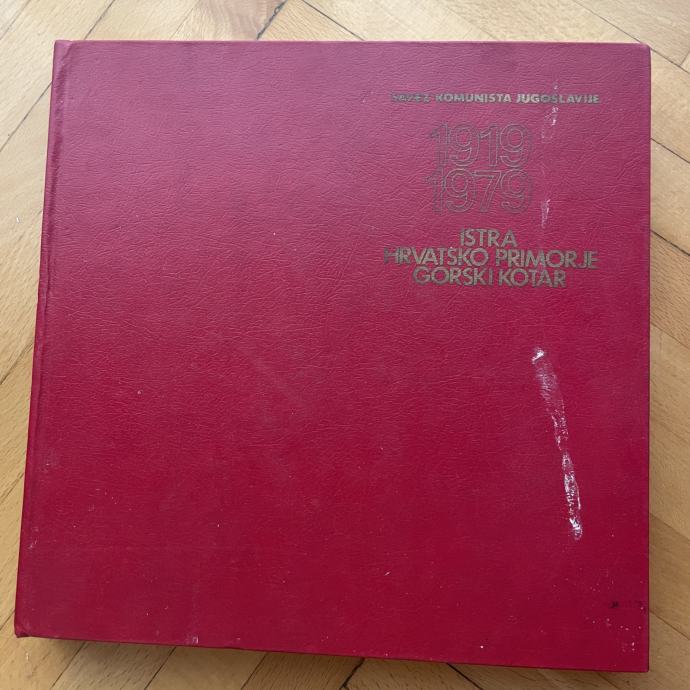 SAVEZ KOMUNISTA JUGOSLAVIJE
1919
1979
ISTRA
HRVATSKO PRIMORJE
GORSKI KOTAR